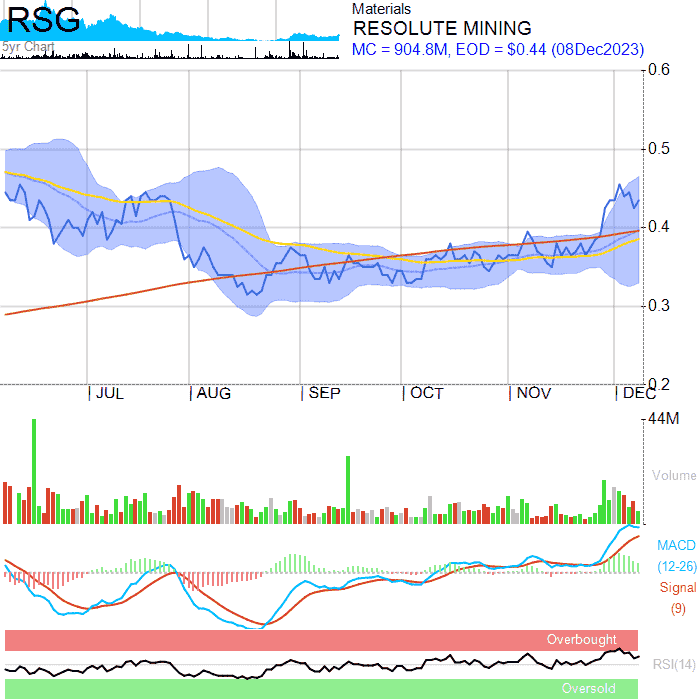 RSG
5yr Chart
Materials
RESOLUTE MINING
MC = 904.8M, EOD = $0.44 (08Dec2023)
0.6
0.5
0.4
0.3
0.2
JUL AUG SEP OCT NOV DEC
44M
Volume
MACD
(12-26)
Signal
(9)
Overbought
RSI(14)
Oversold